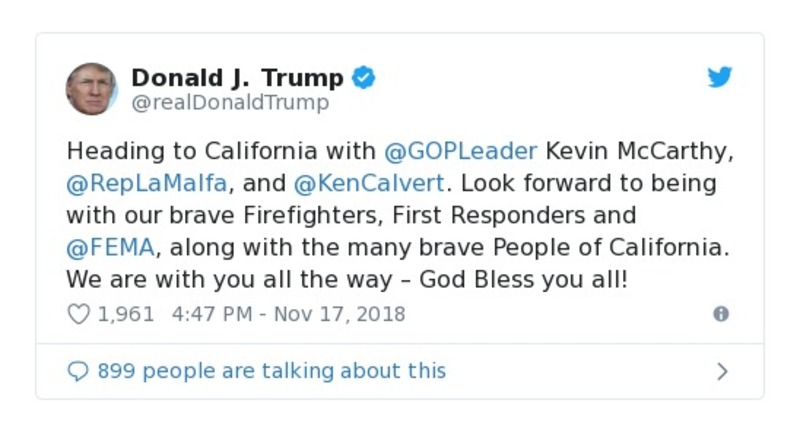 Donald J. Trump
@realDonaldTrump
Heading to California with @GOPLeader Kevin McCarthy,
@RepLaMalfa, and @KenCalvert. Look forward to being
with our brave Firefighters, First Responders and
@FEMA, along with the many brave People of California.
We are with you all the way – God Bless you all!
1,961 4:47 PM - Nov 17, 2018
899 people are talking about this